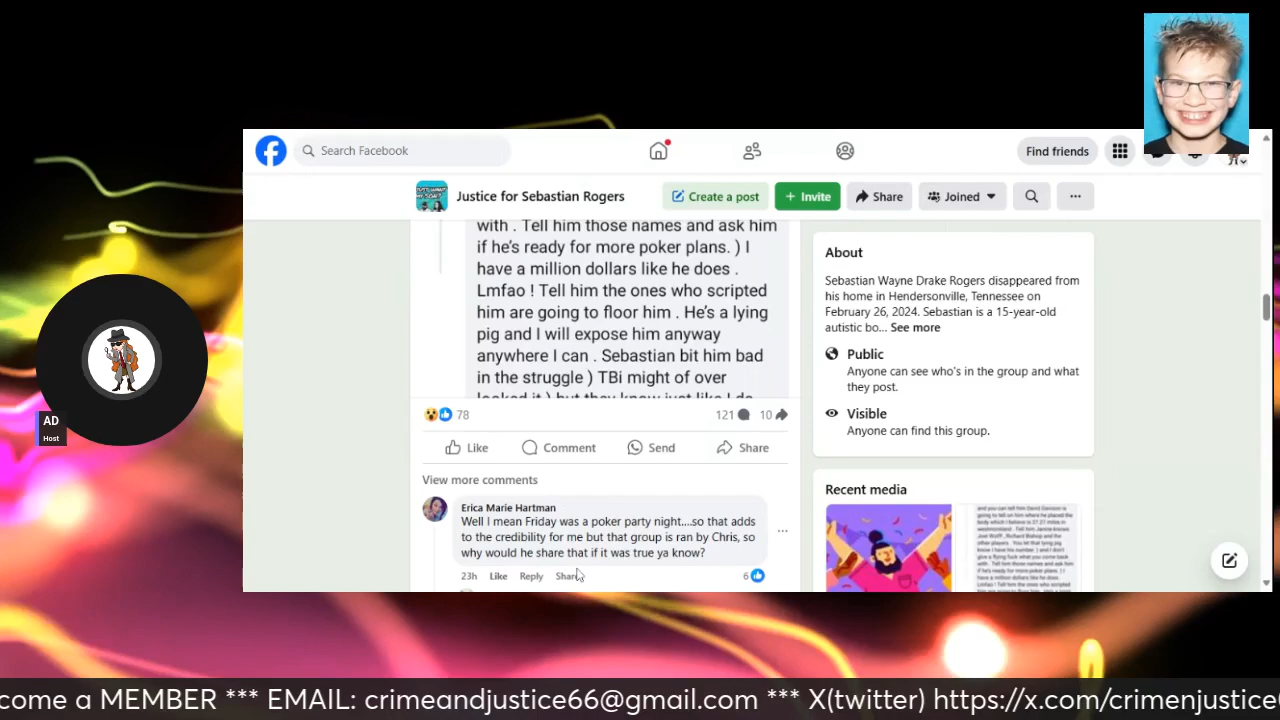 Search Facebook
Find friends
Justice for Sebastian Rogers
Create a post
+ Invite
Share
Joined
with . Tell him those names and ask him
if he's ready for more poker plans. ) I
have a million dollars like he does .
Lmfao ! Tell him the ones who scripted
him are going to floor him . He's a lying
pig and I will expose him anyway
anywhere I can . Sebastian bit him bad
in the struggle ) TBi might of over
looked it ) but they know just like I do
78
121
10
Like
Comment
Send
Share
View more comments
Erica Marie Hartman
Well I mean Friday was a poker party night....so that adds
to the credibility for me but that group is ran by Chris, so
why would he share that if it was true ya know?
23h
Like
Reply
Share
6
About
Sebastian Wayne Drake Rogers disappeared from
his home in Hendersonville, Tennessee on
February 26, 2024. Sebastian is a 15-year-old
autistic bo... See more
Public
Anyone can see who's in the group and what
they post.
Visible
Anyone can find this group.
Recent media
AD
Host
come a MEMBER *** EMAIL: crimeandjustice66@gmail.com *** X(twitter) https://x.com/crimenjustice